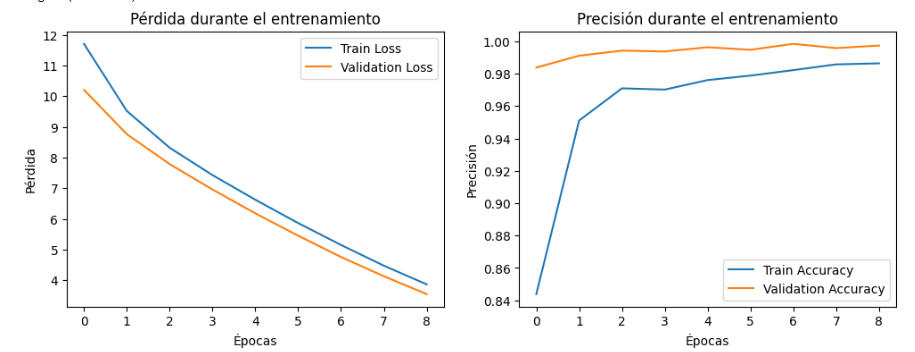 Pérdida durante el entrenamiento
12
11
10
9
8
7
6
5
4
Pérdida
Train Loss
Validation Loss
0 1 2 3 4 5 6 7 8
Épocas
Precisión durante el entrenamiento
1.00
0.98
0.96
0.94
0.92
0.90
0.88
0.86
0.84
Precisión
Train Accuracy
Validation Accuracy
0 1 2 3 4 5 6 7 8
Épocas